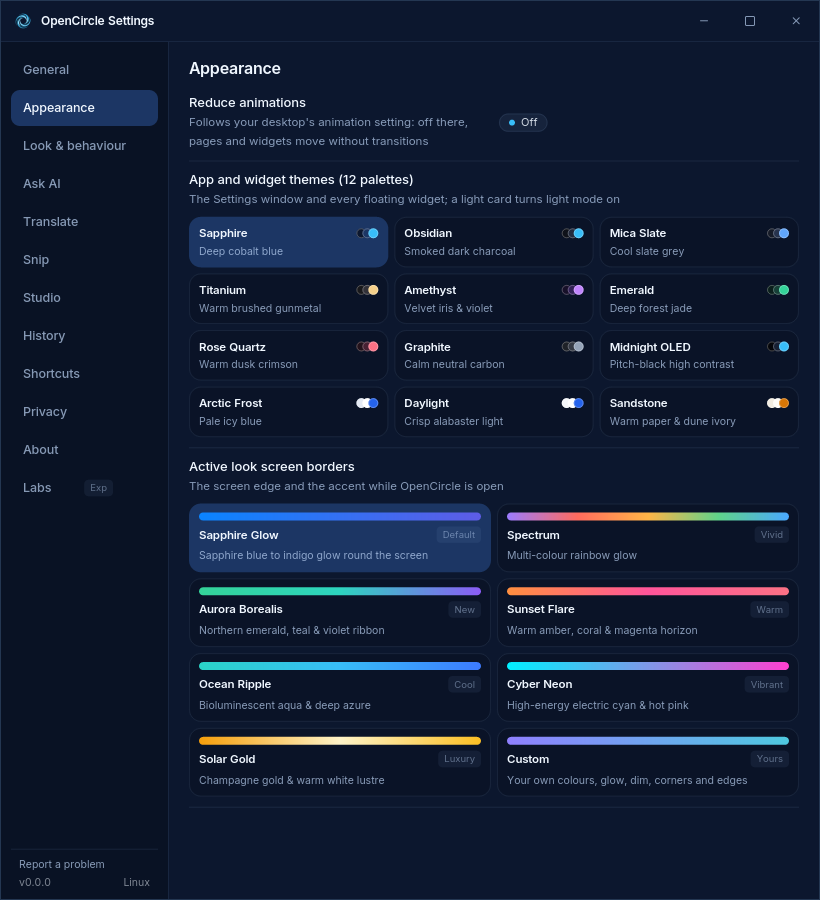 OpenCircle Settings
General
Appearance
Look & behaviour
Ask AI
Translate
Snip
Studio
History
Shortcuts
Privacy
About
Labs Exp
Report a problem
v0.0.0 Linux
Appearance
Reduce animations
Follows your desktop's animation setting: off there,
pages and widgets move without transitions
Off
App and widget themes (12 palettes)
The Settings window and every floating widget; a light card turns light mode on
Sapphire
Deep cobalt blue
Obsidian
Smoked dark charcoal
Mica Slate
Cool slate grey
Titanium
Warm brushed gunmetal
Amethyst
Velvet iris & violet
Emerald
Deep forest jade
Rose Quartz
Warm dusk crimson
Graphite
Calm neutral carbon
Midnight OLED
Pitch-black high contrast
Arctic Frost
Pale icy blue
Daylight
Crisp alabaster light
Sandstone
Warm paper & dune ivory
Active look screen borders
The screen edge and the accent while OpenCircle is open
Sapphire Glow Default
Sapphire blue to indigo glow round the screen
Spectrum Vivid
Multi-colour rainbow glow
Aurora Borealis New
Northern emerald, teal & violet ribbon
Sunset Flare Warm
Warm amber, coral & magenta horizon
Ocean Ripple Cool
Bioluminescent aqua & deep azure
Cyber Neon Vibrant
High-energy electric cyan & hot pink
Solar Gold Luxury
Champagne gold & warm white lustre
Custom Yours
Your own colours, glow, dim, corners and edges